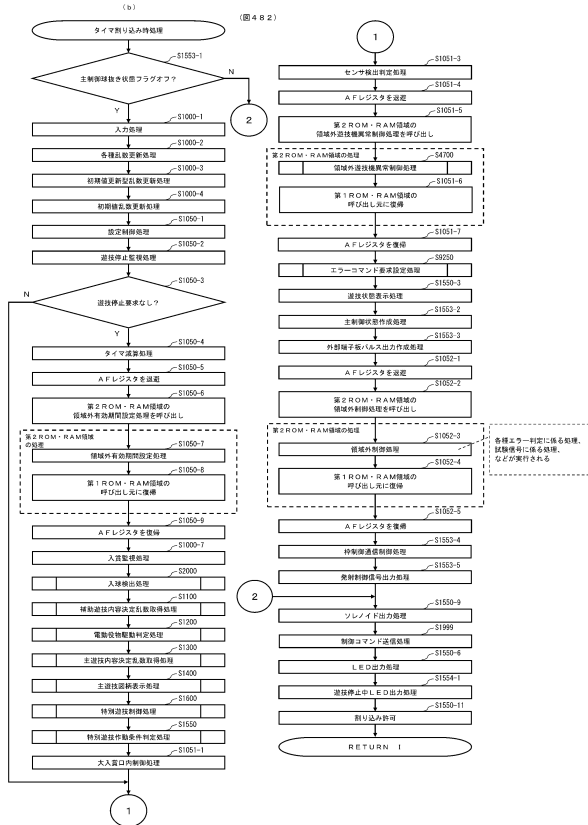 (b)
(図482)
タイマ割り込み時処理
S1553-1
主制御球抜き状態フラグオフ?
N
Y
2
S1000-1
入力処理
S1000-2
各種乱数更新処理
S1000-3
初期値更新型乱数更新処理
S1000-4
初期値乱数更新処理
S1050-1
設定制御処理
S1050-2
遊技停止監視処理
S1050-3
N
遊技停止要求なし?
Y
S1050-4
タイマ減算処理
S1050-5
AFレジスタを退避
S1050-6
第2ROM・RAM領域の
領域外有効期間設定処理を呼び出し
第2ROM・RAM領域
の処理
S1050-7
領域外有効期間設定処理
S1050-8
第1ROM・RAM領域の
呼び出し元に復帰
S1050-9
AFレジスタを復帰
S1000-7
入賞監視処理
S2000
入球検出処理
S1100
補助遊技内容決定乱数取得処理
S1200
電動役物駆動判定処理
S1300
主遊技内容決定乱数取得処理
S1400
主遊技図柄表示処理
S1600
特別遊技制御処理
S1550
特別遊技作動条件判定処理
S1051-1
大入賞口内制御処理
1
1
S1051-3
センサ検出判定処理
S1051-4
AFレジスタを退避
S1051-5
第2ROM・RAM領域の
領域外遊技機異常制御処理を呼び出し
第2ROM・RAM領域の処理
S4700
領域外遊技機異常制御処理
S1051-6
第1ROM・RAM領域の
呼び出し元に復帰
S1051-7
AFレジスタを復帰
S9250
エラーコマンド要求設定処理
S1550-3
遊技状態表示処理
S1553-2
主制御状態作成処理
S1553-3
外部端子板パルス出力作成処理
S1052-1
AFレジスタを退避
S1052-2
第2ROM・RAM領域の
領域外制御処理を呼び出し
第2ROM・RAM領域の処理
S1052-3
領域外制御処理
S1052-4
第1ROM・RAM領域の
呼び出し元に復帰
各種エラー判定に係る処理、
試験信号に係る処理、
などが実行される
S1052-5
AFレジスタを復帰
S1553-4
枠制御通信制御処理
S1553-5
発射制御信号出力処理
2
S1550-9
ソレノイド出力処理
S1999
制御コマンド送信処理
S1550-6
LED出力処理
S1554-1
遊技停止中LED出力処理
S1550-11
割り込み許可
RETURN I